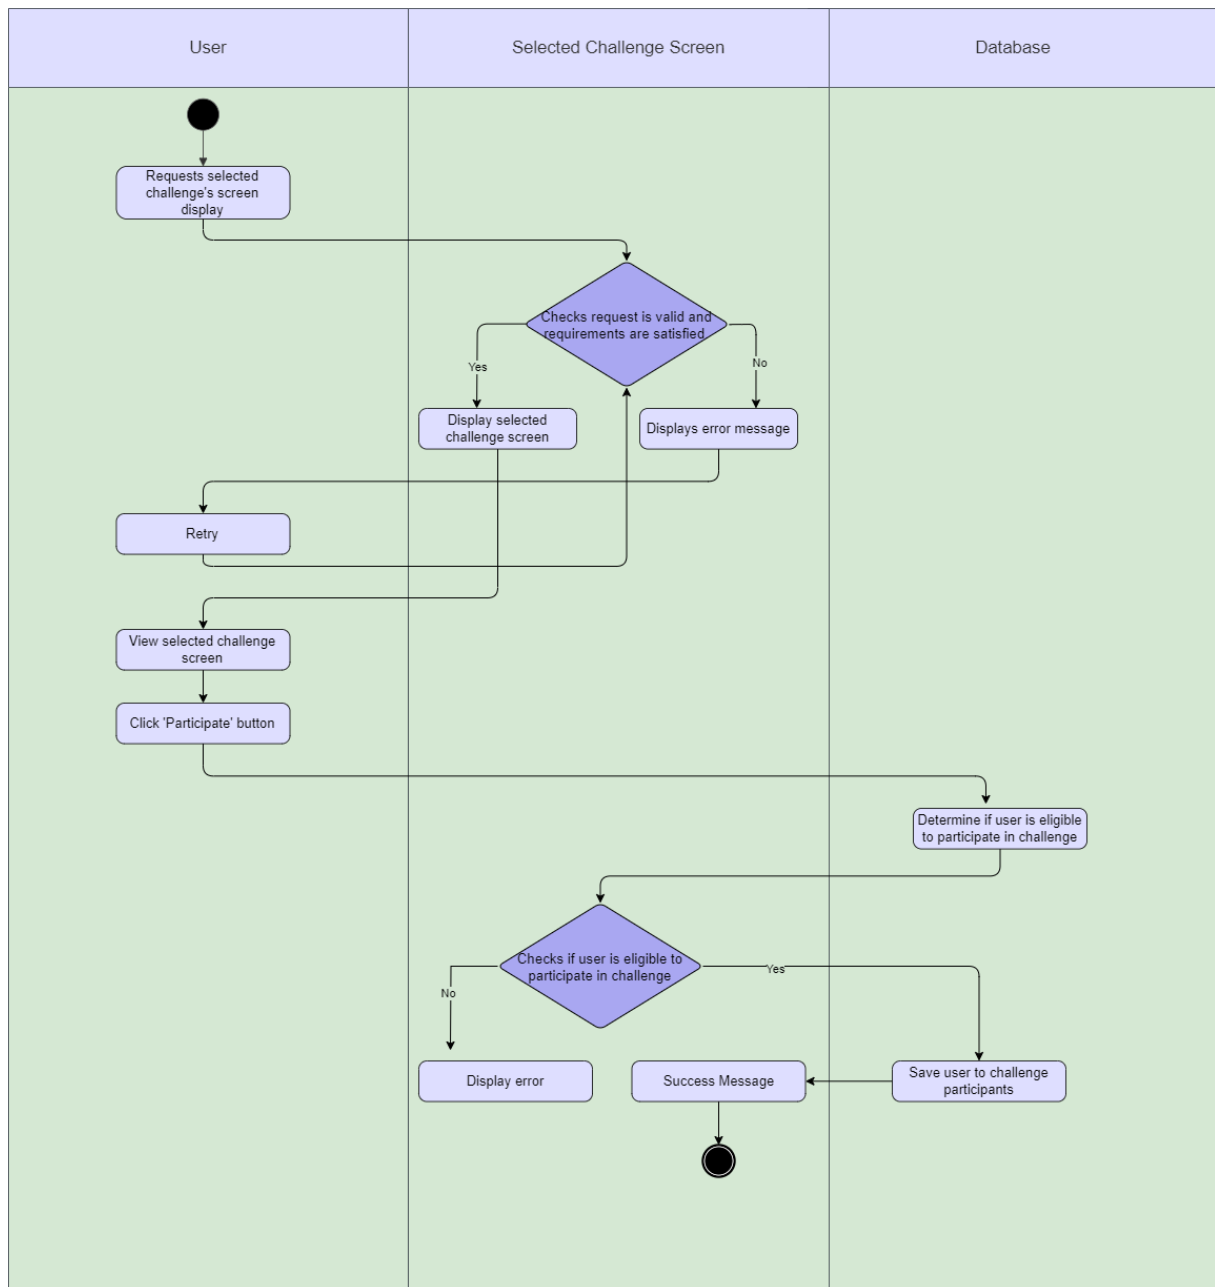 User
Selected Challenge Screen
Database
Requests selected
challenge's screen
display
Checks request is valid and
requirements are satisfied
Yes
No
Display selected
challenge screen
Displays error message
Retry
View selected challenge
screen
Click 'Participate' button
Determine if user is eligible
to participate in challenge
Checks if user is eligible to
participate in challenge
Yes
No
Display error
Success Message
Save user to challenge
participants